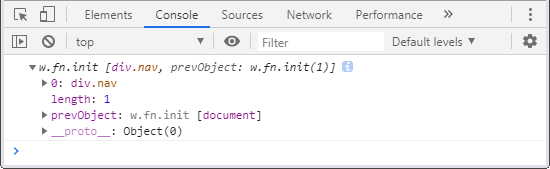 Elements Console Sources Network Performance »
top Filter Default levels
w.fn.init [div.nav, prevObject: w.fn.init(1)]
0: div.nav
length: 1
prevObject: w.fn.init [document]
__proto__: Object(0)